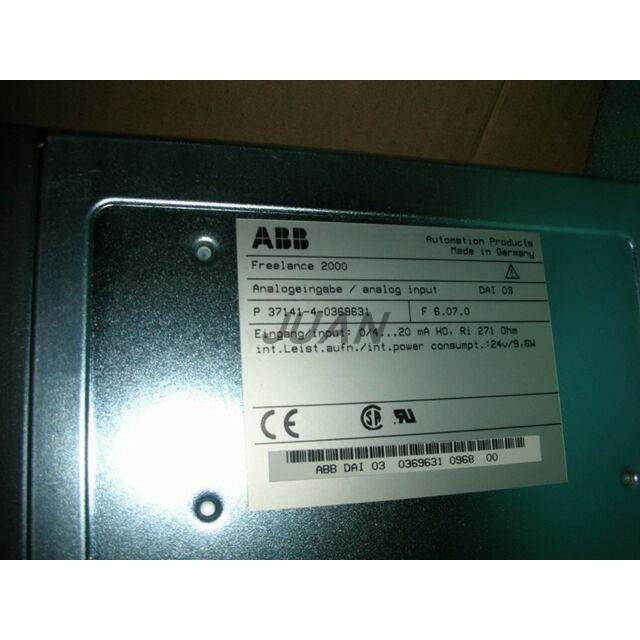 ABB
Automation Products
Made in Germany
Freelance 2000
Analogeingabe / analog input DAI 03
P 37141-4-0369631 F 6.07.0
JUAN
Eingang/input: 0/4...20 mA HO, Ri 271 Ohm
int.Leist.aufn./int.power consumpt.:24v/9,6W
CE
ABB DAI 03 0369631 0968 00